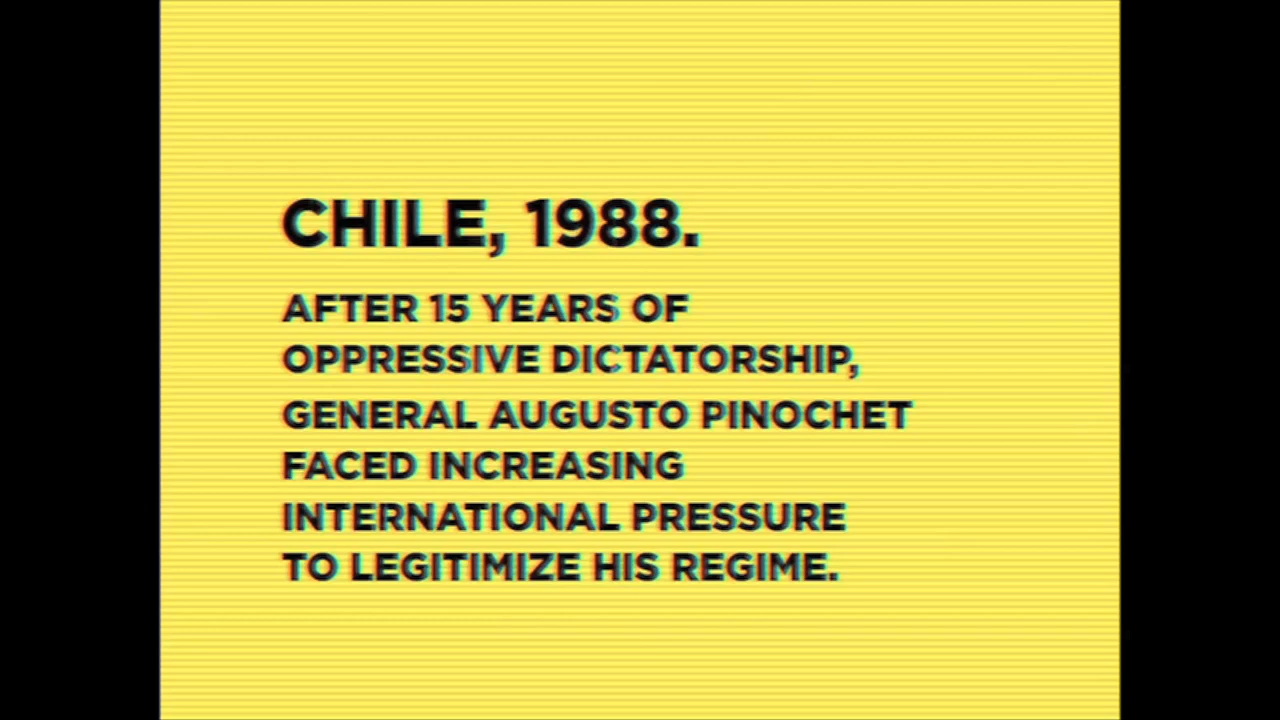 CHILE, 1988.
AFTER 15 YEARS OF
OPPRESSIVE DICTATORSHIP,
GENERAL AUGUSTO PINOCHET
FACED INCREASING
INTERNATIONAL PRESSURE
TO LEGITIMIZE HIS REGIME.